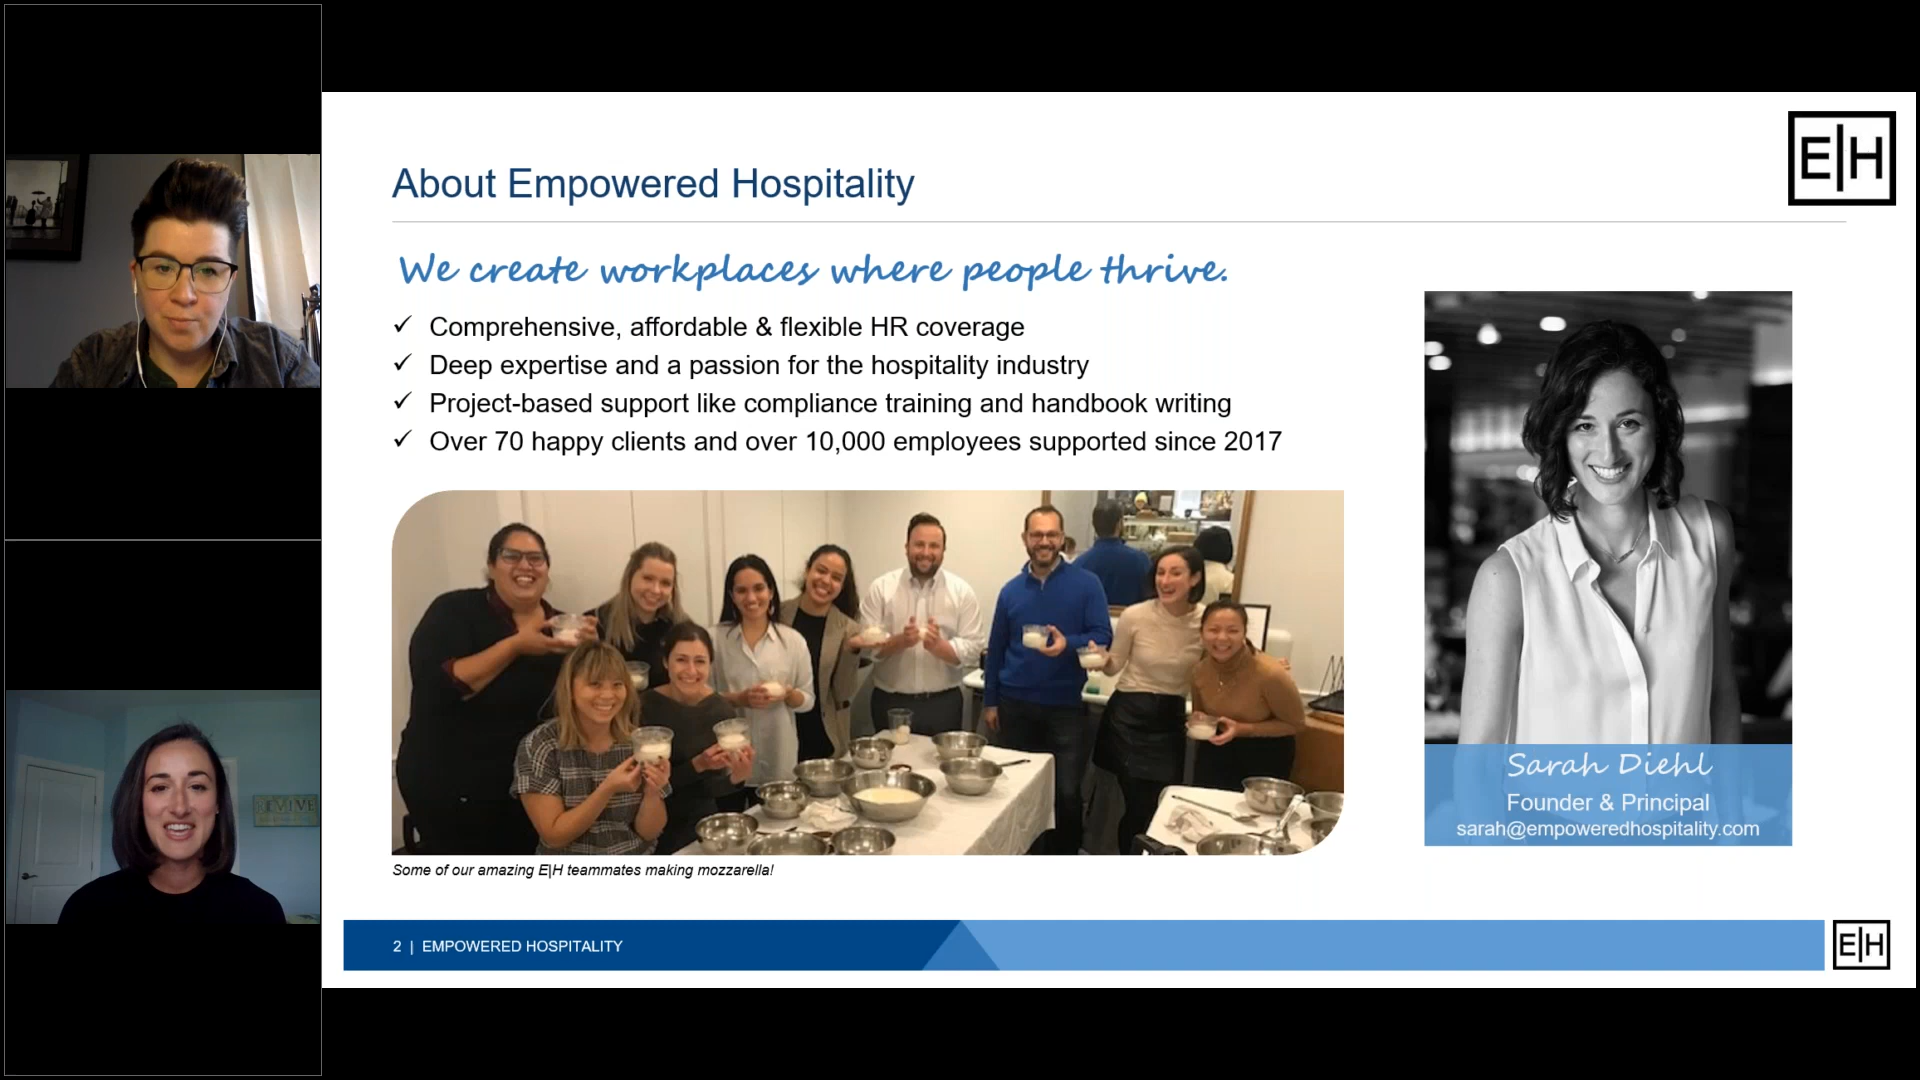 E|H
About Empowered Hospitality
We create workplaces where people thrive.
✓ Comprehensive, affordable & flexible HR coverage
✓ Deep expertise and a passion for the hospitality industry
✓ Project-based support like compliance training and handbook writing
✓ Over 70 happy clients and over 10,000 employees supported since 2017
Sarah Diehl
Founder & Principal
sarah@empoweredhospitality.com
Some of our amazing E|H teammates making mozzarella!
2 | EMPOWERED HOSPITALITY
E|H
REVIVE